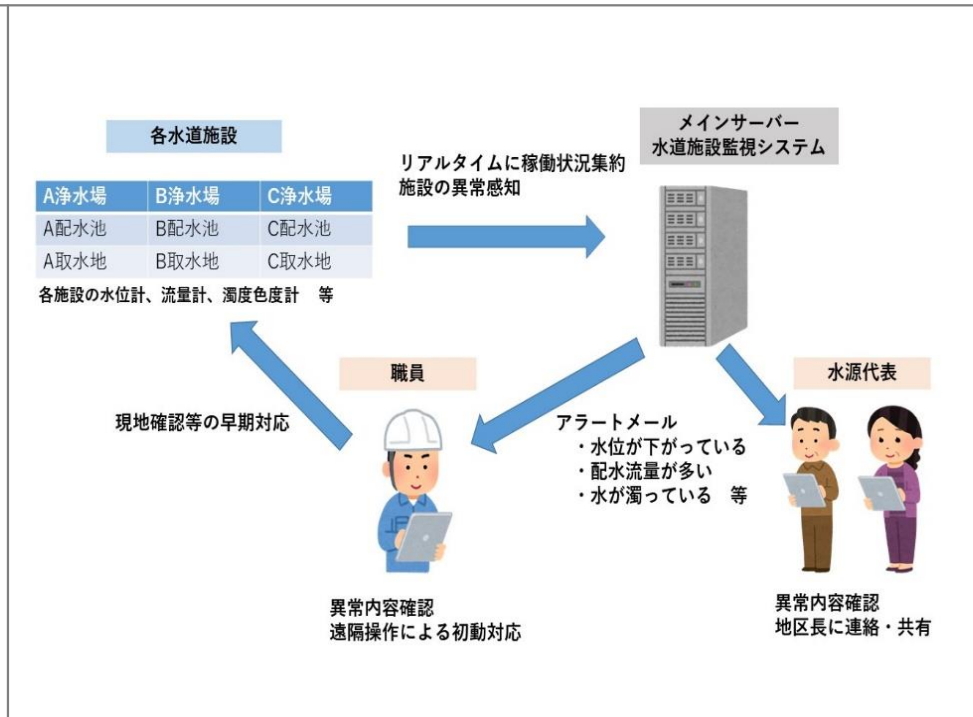 各水道施設
メインサーバー
水道施設監視システム
リアルタイムに稼働状況集約
施設の異常感知
A浄水場 B浄水場 C浄水場
A配水池 B配水池 C配水池
A取水地 B取水地 C取水地
各施設の水位計、流量計、濁度色度計 等
職員
水源代表
現地確認等の早期対応
アラートメール
・水位が下がっている
・配水流量が多い
・水が濁っている 等
異常内容確認
遠隔操作による初動対応
異常内容確認
地区長に連絡・共有